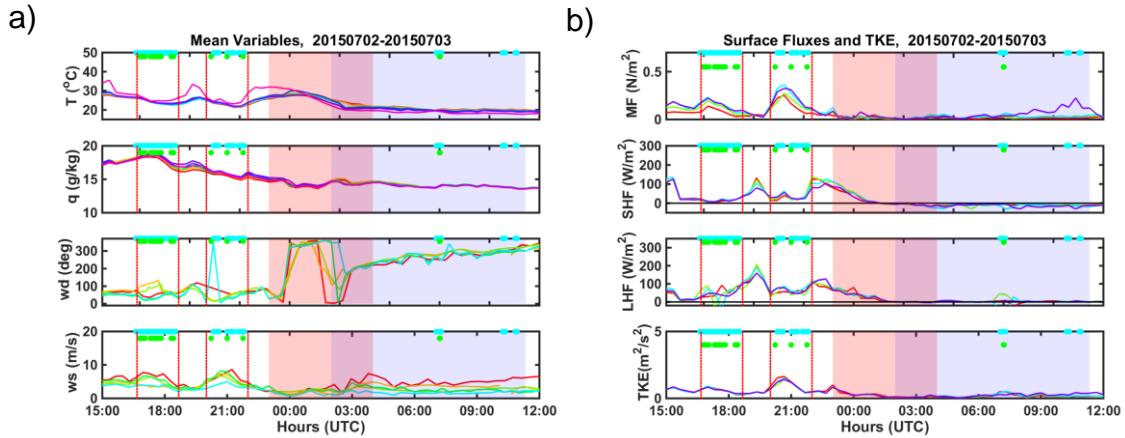 a)
Mean Variables, 20150702-20150703
50
40
30
20
T (°C)
20
15
10
q (g/kg)
300
200
100
0
wd (deg)
20
10
5
0
ws (m/s)
15:00 18:00 21:00 00:00 03:00 06:00 09:00 12:00
Hours (UTC)
b)
Surface Fluxes and TKE, 20150702-20150703
0.5
0
MF (N/m²)
300
200
100
0
SHF (W/m²)
300
200
100
0
LHF (W/m²)
5
0
TKE(m²/s²)
15:00 18:00 21:00 00:00 03:00 06:00 09:00 12:00
Hours (UTC)